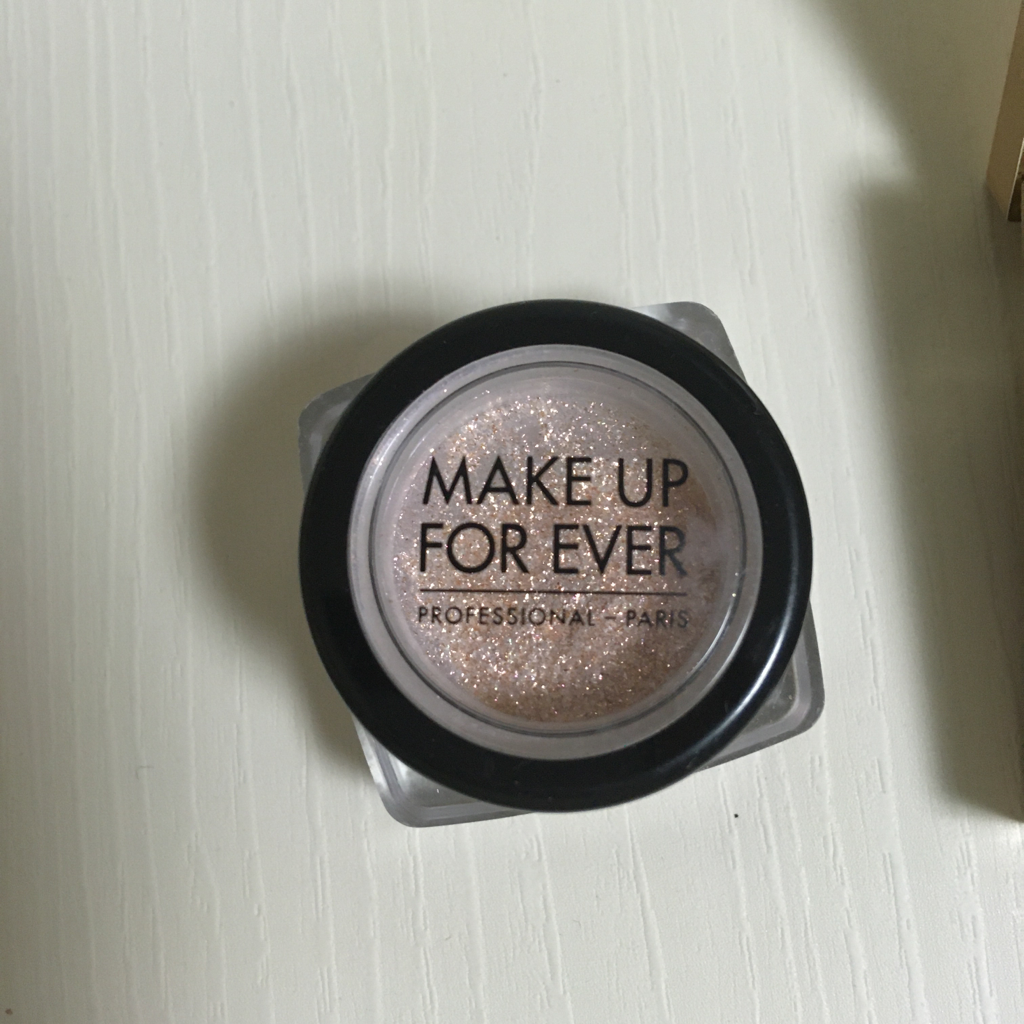 MAKE UP
FOR EVER
PROFESSIONAL – PARIS